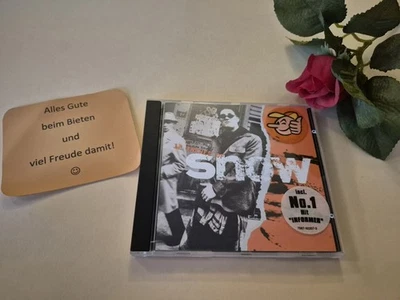 Alles Gute
beim Bieten
und
viel Freude damit!
☺
snow
incl.
No.1
Hit
"INFORMER"